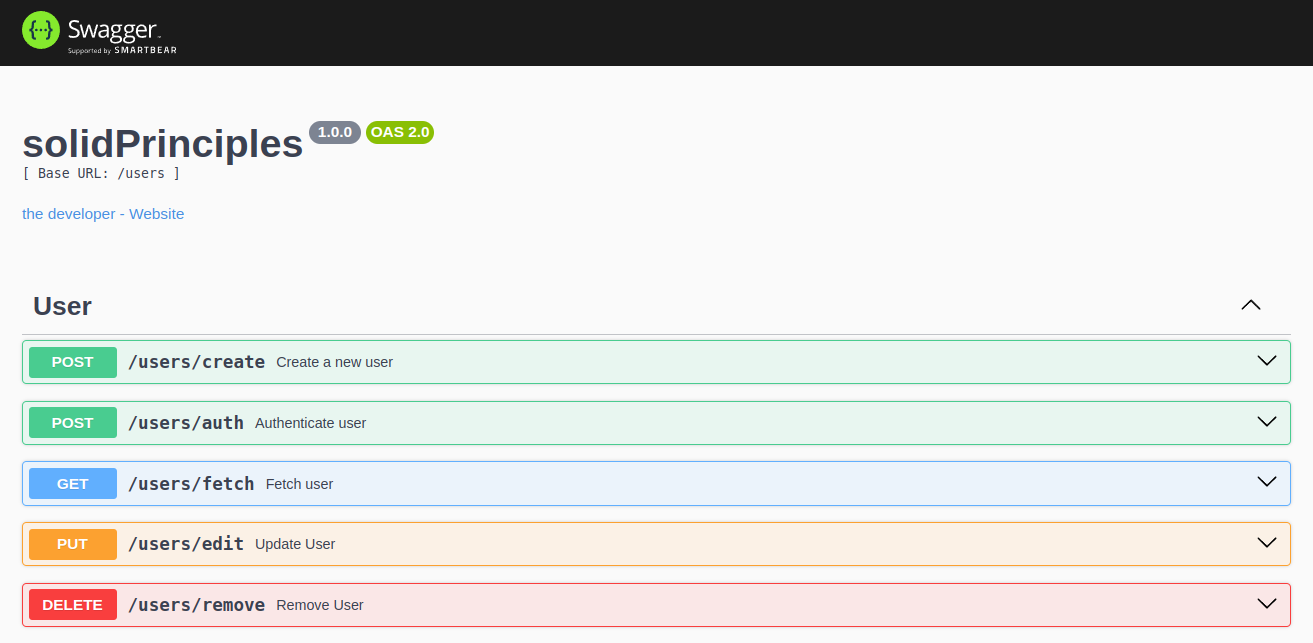 Swagger
Supported by SMARTBEAR
solidPrinciples 1.0.0 OAS 2.0
[ Base URL: /users ]
the developer - Website
User
POST /users/create Create a new user
POST /users/auth Authenticate user
GET /users/fetch Fetch user
PUT /users/edit Update User
DELETE /users/remove Remove User